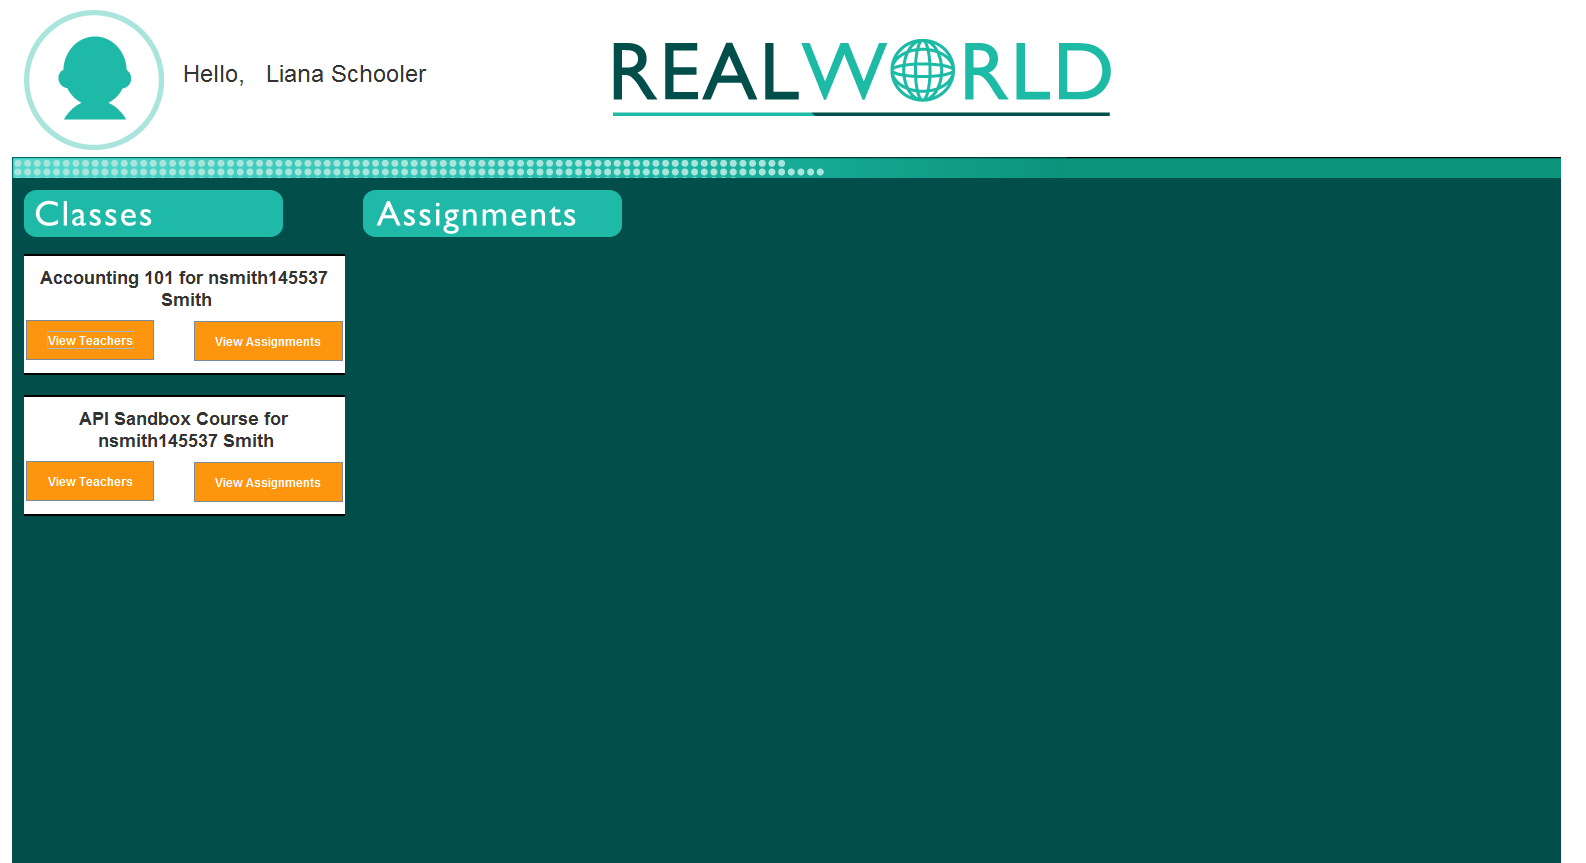 Hello, Liana Schooler
REALWORLD
Classes
Assignments
Accounting 101 for nsmith145537
Smith
View Teachers
View Assignments
API Sandbox Course for
nsmith145537 Smith
View Teachers
View Assignments